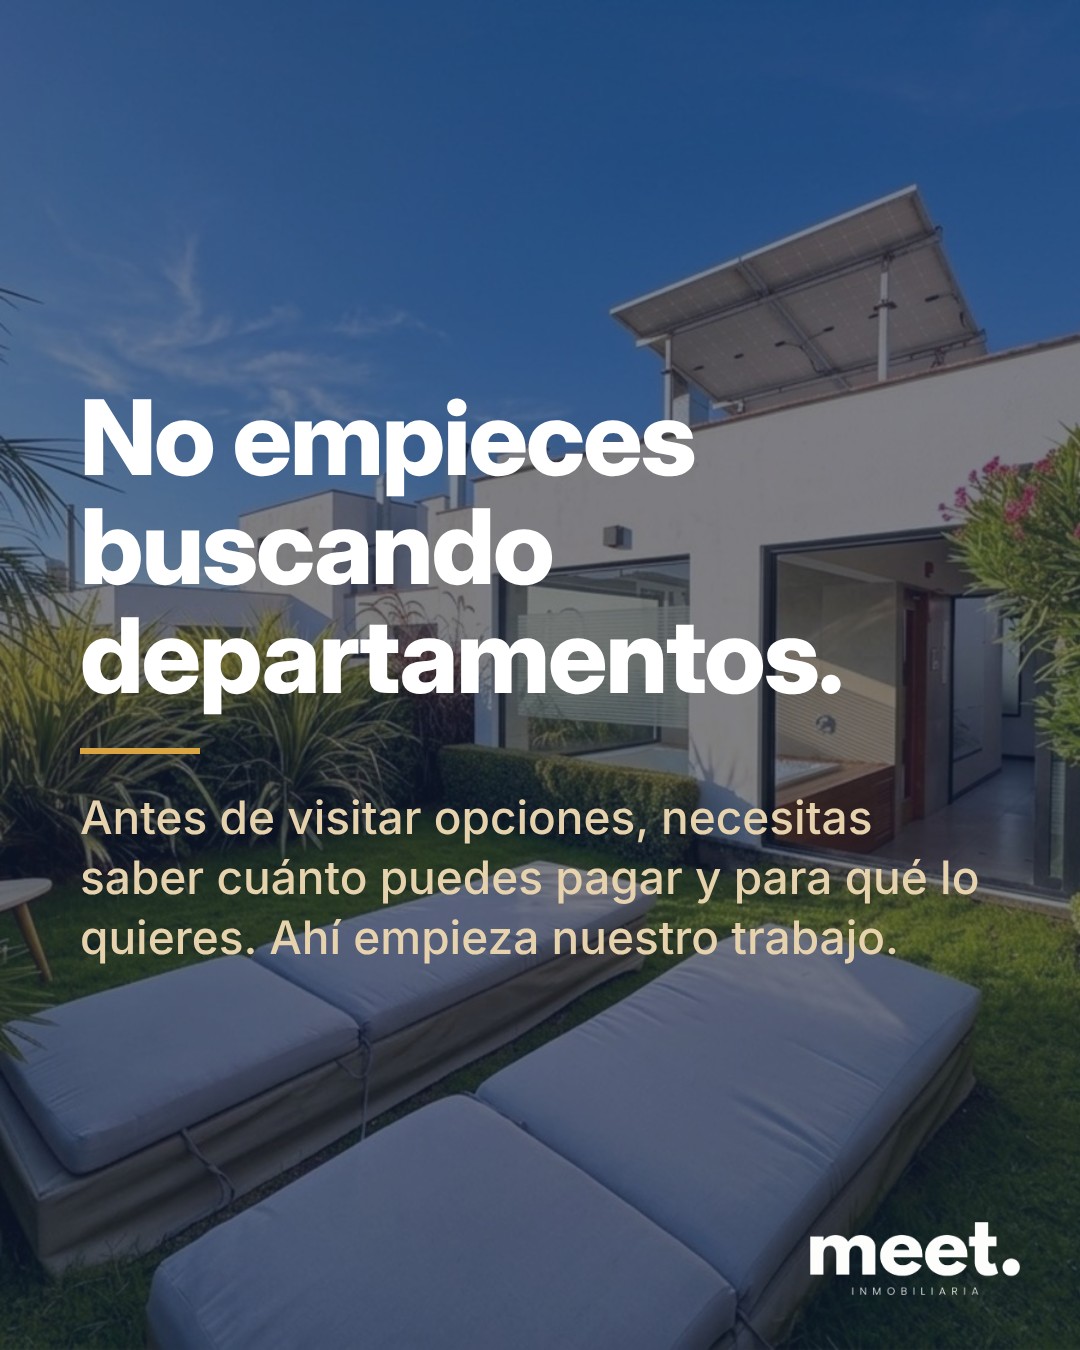 No empieces
buscando
departamentos.
Antes de visitar opciones, necesitas
saber cuánto puedes pagar y para qué lo
quieres. Ahí empieza nuestro trabajo.
meet.
INMOBILIARIA